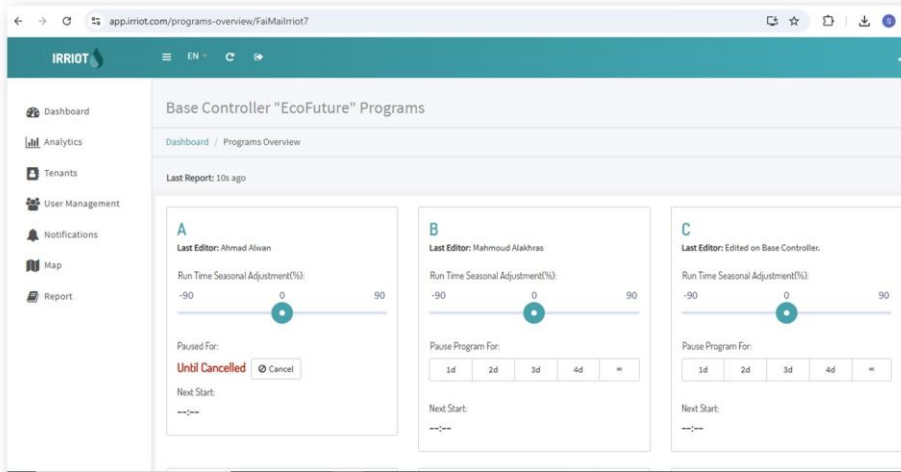 app.irriot.com/programs-overview/FaiMaiIrriot7
S
IRRIOT
EN
Dashboard
Analytics
Tenants
User Management
Notifications
Map
Report
Base Controller "EcoFuture" Programs
Dashboard / Programs Overview
Last Report: 10s ago
A
Last Editor: Ahmad Alwan
Run Time Seasonal Adjustment(%):
-90 0 90
Paused For:
Until Cancelled Cancel
Next Start:
--:--
B
Last Editor: Mahmoud Alakhras
Run Time Seasonal Adjustment(%):
-90 0 90
Pause Program For:
1d 2d 3d 4d ∞
Next Start:
--:--
C
Last Editor: Edited on Base Controller.
Run Time Seasonal Adjustment(%):
-90 0 90
Pause Program For:
1d 2d 3d 4d ∞
Next Start:
--:--